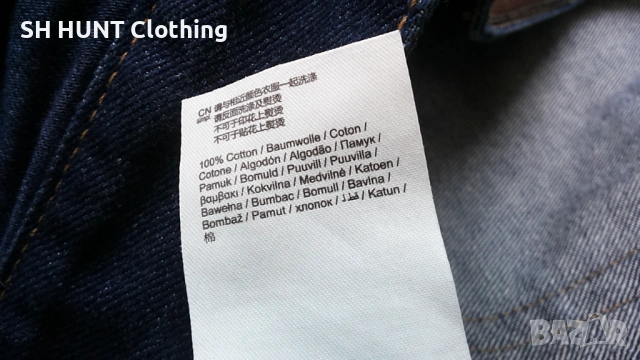 SH HUNT Clothing
CN 请与相近颜色衣服一起洗涤
请反面洗涤及熨烫
不可于印花上熨烫
不可于贴花上熨烫
100% Cotton / Baumwolle / Coton /
Cotone / Algodón / Algodão / Памук /
Pamuk / Bomuld / Puuvill / Puuvilla /
βαμβακι / Kokvilna / Medvilnė / Katoen /
Bawełna / Bumbac / Bomull / Bavlna /
Bombaž / Pamut / хлопок / قطن / Katun /
棉
BAZAR